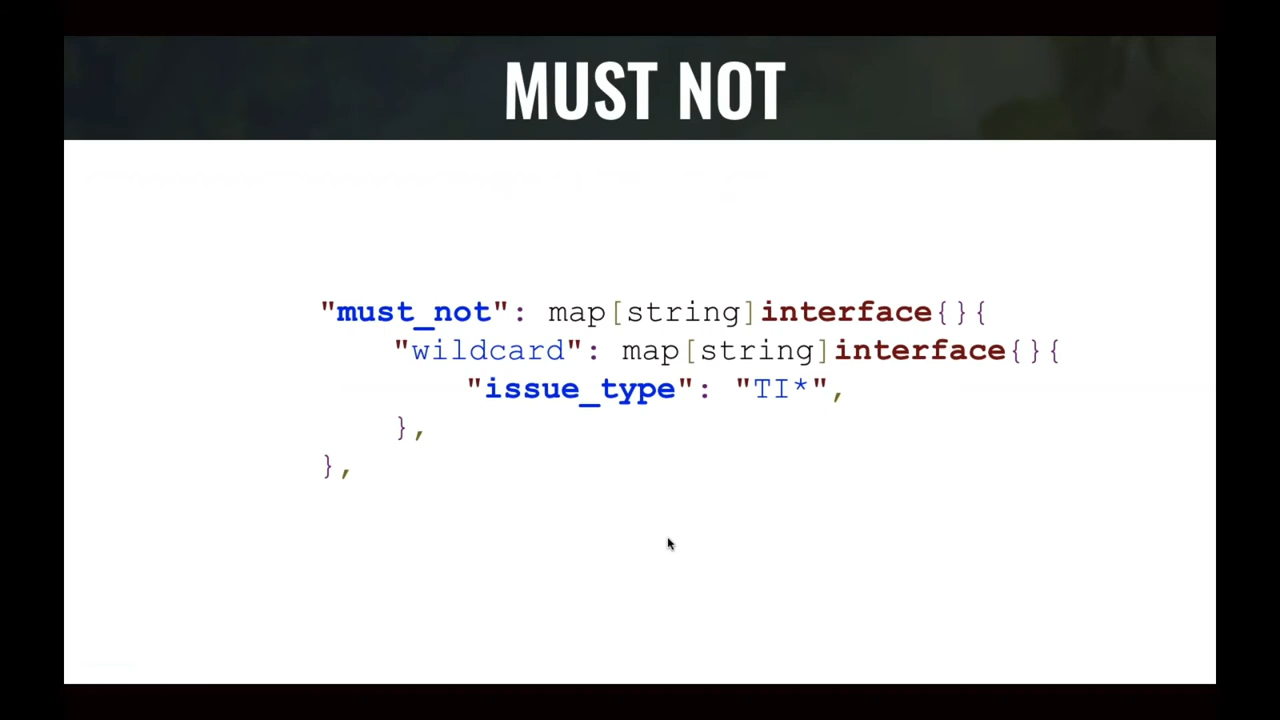 MUST NOT
"must_not": map[string]interface{}{
"wildcard": map[string]interface{}{
"issue_type": "TI*",
},
},